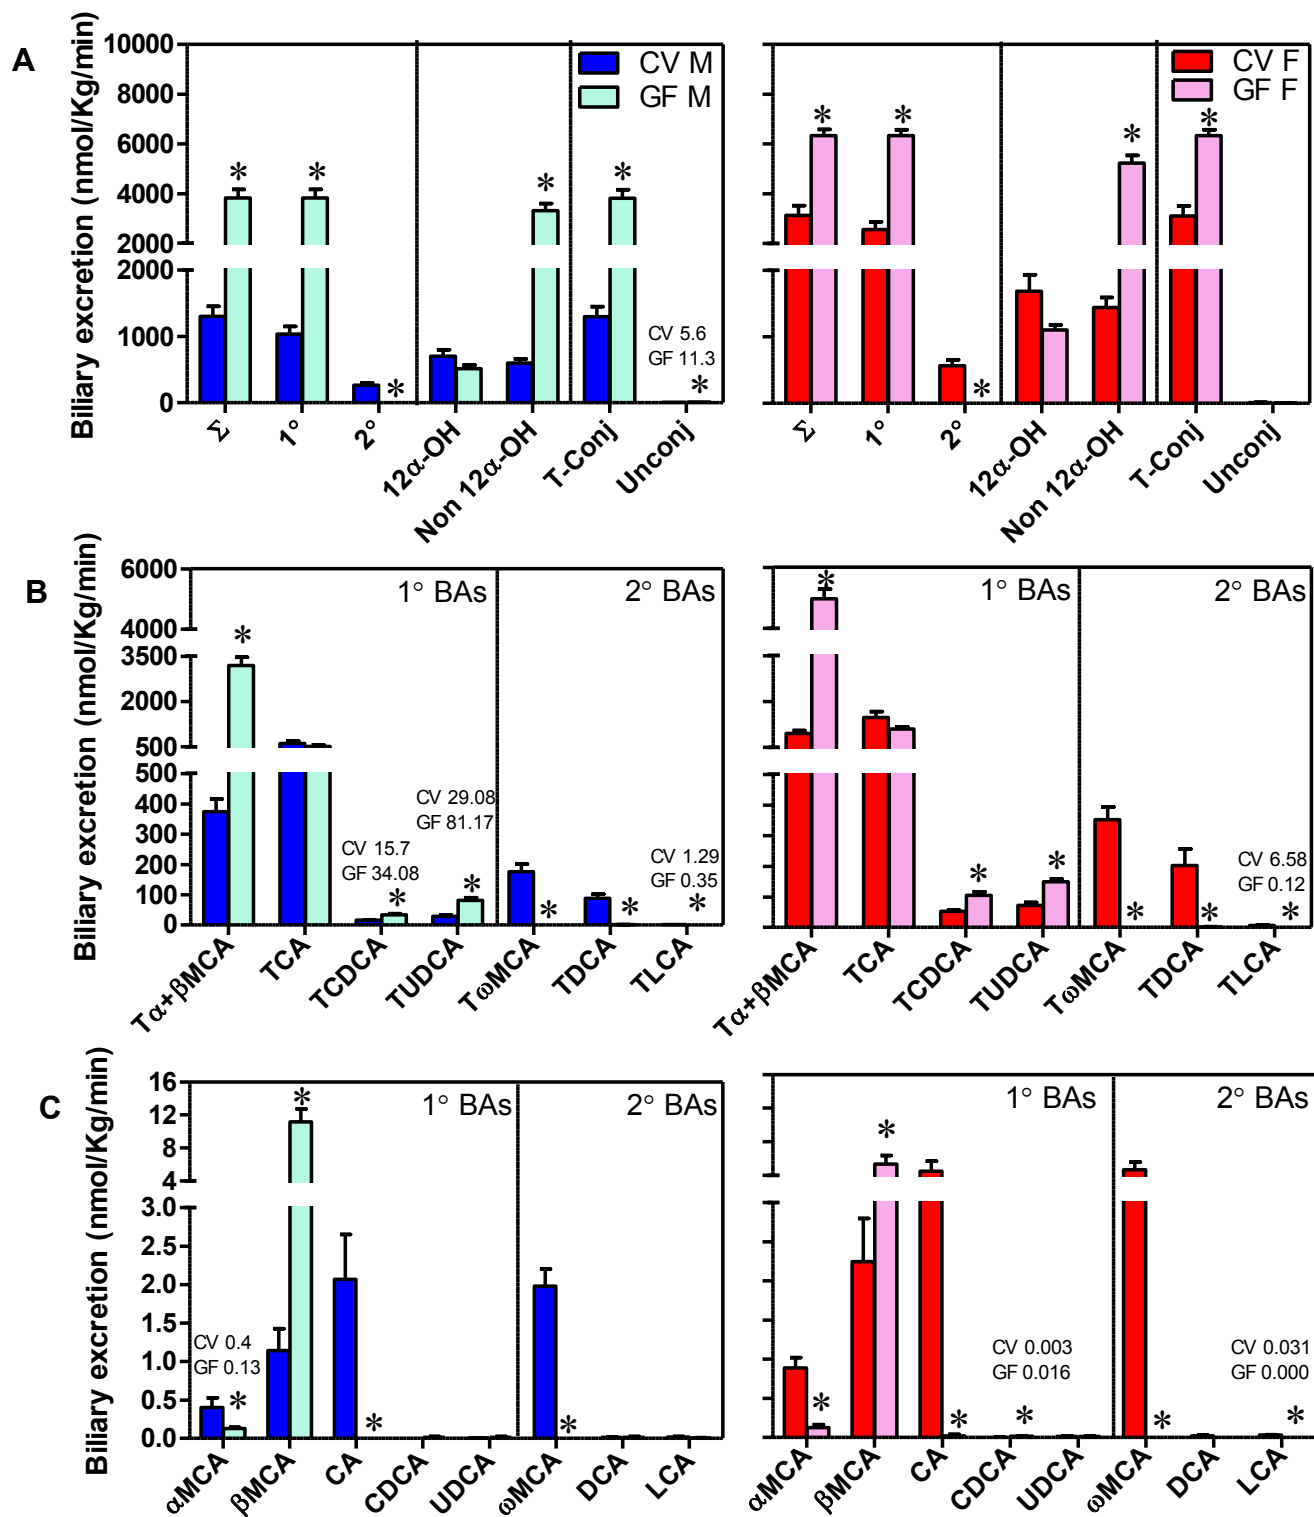 A
Biliary excretion (nmol/Kg/min)
10000
8000
6000
4000
2000
2000
1000
0
CV M
GF M
* * * * *
CV 5.6
GF 11.3
*
Σ 1° 2° 12α-OH Non 12α-OH T-Conj Unconj
CV F
GF F
* * * * *
Σ 1° 2° 12α-OH Non 12α-OH T-Conj Unconj
B
Biliary excretion (nmol/Kg/min)
6000
4000
3500
2000
500
500
400
300
200
100
0
1° BAs 2° BAs
*
CV 15.7
GF 34.08
*
CV 29.08
GF 81.17
*
* *
CV 1.29
GF 0.35
*
Tα+βMCA TCA TCDCA TUDCA TωMCA TDCA TLCA
1° BAs 2° BAs
* * * * *
CV 6.58
GF 0.12
*
Tα+βMCA TCA TCDCA TUDCA TωMCA TDCA TLCA
C
Biliary excretion (nmol/Kg/min)
16
12
8
4
3.0
2.5
2.0
1.5
1.0
0.5
0.0
1° BAs 2° BAs
CV 0.4
GF 0.13
* * * *
αMCA βMCA CA CDCA UDCA ωMCA DCA LCA
1° BAs 2° BAs
* * *
CV 0.003
GF 0.016
* *
CV 0.031
GF 0.000
*
αMCA βMCA CA CDCA UDCA ωMCA DCA LCA